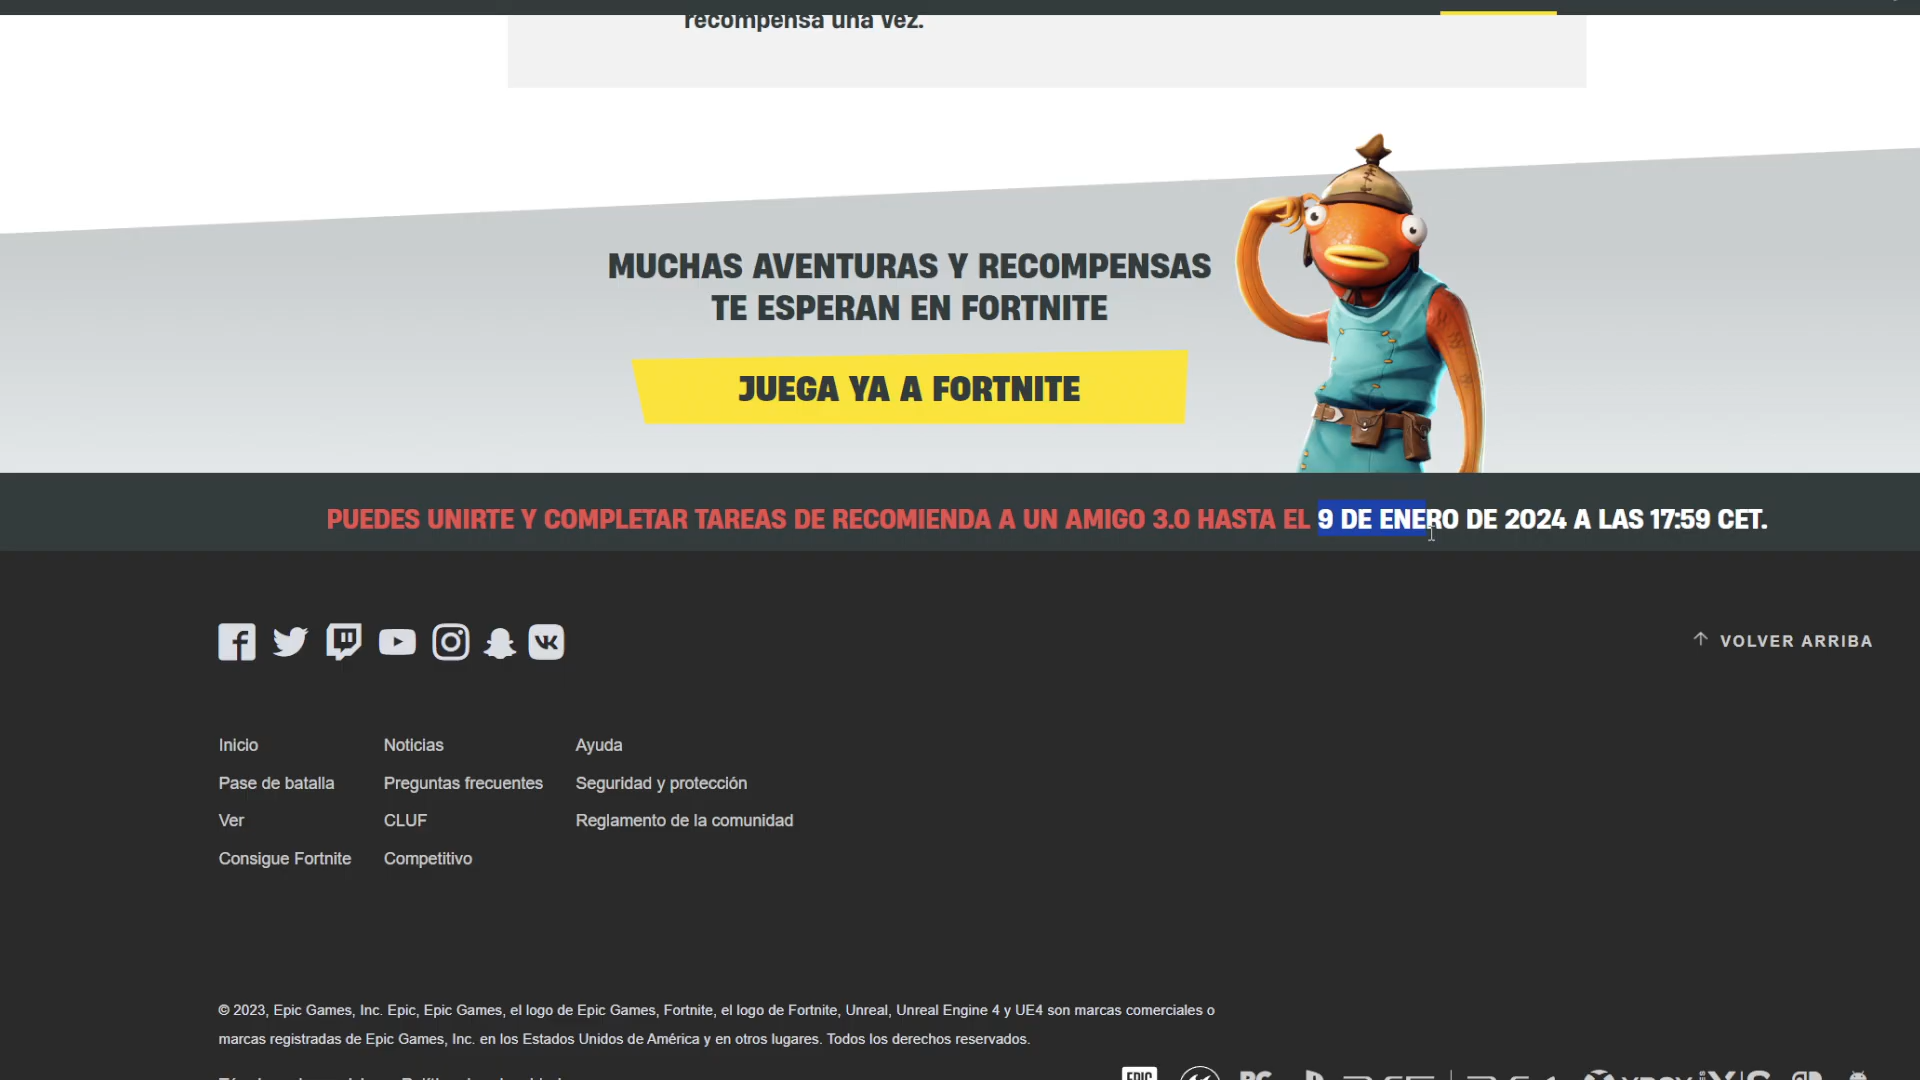 recompensa una vez.
MUCHAS AVENTURAS Y RECOMPENSAS
TE ESPERAN EN FORTNITE
JUEGA YA A FORTNITE
PUEDES UNIRTE Y COMPLETAR TAREAS DE RECOMIENDA A UN AMIGO 3.0 HASTA EL 9 DE ENERO DE 2024 A LAS 17:59 CET.
VOLVER ARRIBA
Inicio
Pase de batalla
Ver
Consigue Fortnite
Noticias
Preguntas frecuentes
CLUF
Competitivo
Ayuda
Seguridad y protección
Reglamento de la comunidad
© 2023, Epic Games, Inc. Epic, Epic Games, el logo de Epic Games, Fortnite, el logo de Fortnite, Unreal, Unreal Engine 4 y UE4 son marcas comerciales o
marcas registradas de Epic Games, Inc. en los Estados Unidos de América y en otros lugares. Todos los derechos reservados.
EPIC